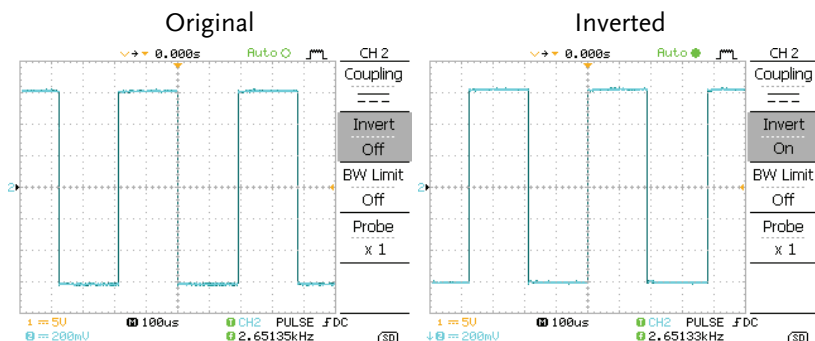 Original
0.000s Auto CH 2
Coupling
Invert
Off
BW Limit
Off
Probe
x 1
2
1 5V M 100us T CH2 PULSE DC
2 200mV f 2.65135kHz SD
Inverted
0.000s Auto CH 2
Coupling
Invert
On
BW Limit
Off
Probe
x 1
2
1 5V M 100us T CH2 PULSE DC
2 200mV f 2.65133kHz SD